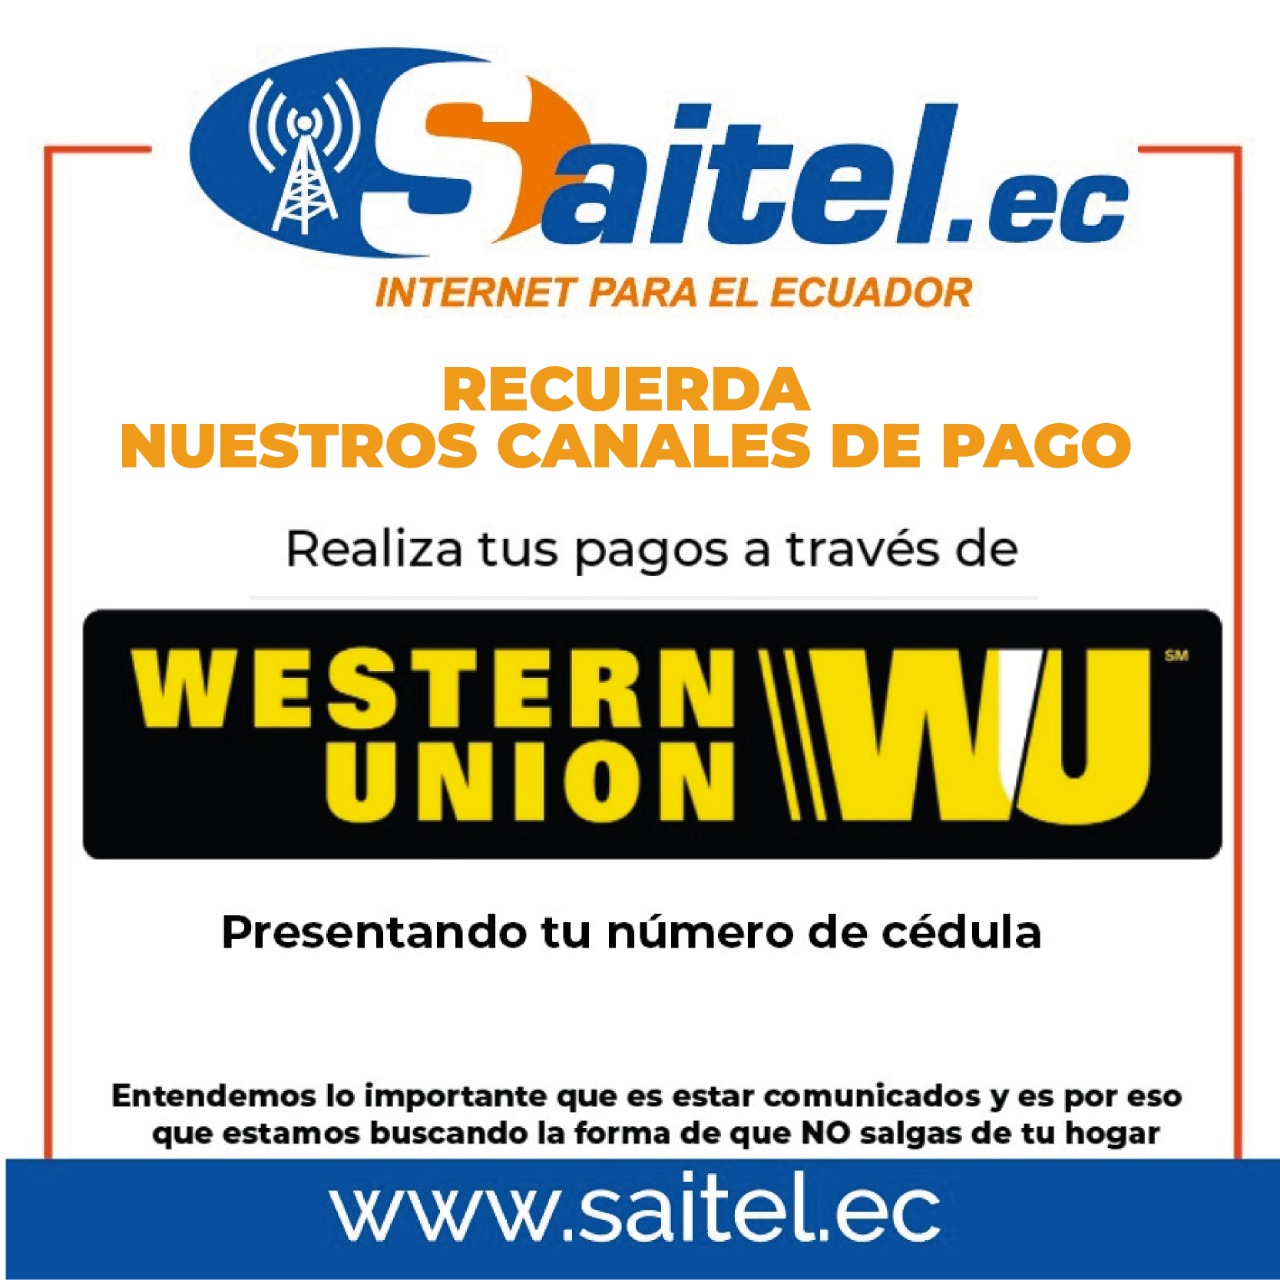 Saitel.ec
INTERNET PARA EL ECUADOR
RECUERDA
NUESTROS CANALES DE PAGO
Realiza tus pagos a través de
WESTERN
UNION
WU SM
Presentando tu número de cédula
Entendemos lo importante que es estar comunicados y es por eso
que estamos buscando la forma de que NO salgas de tu hogar
www.saitel.ec